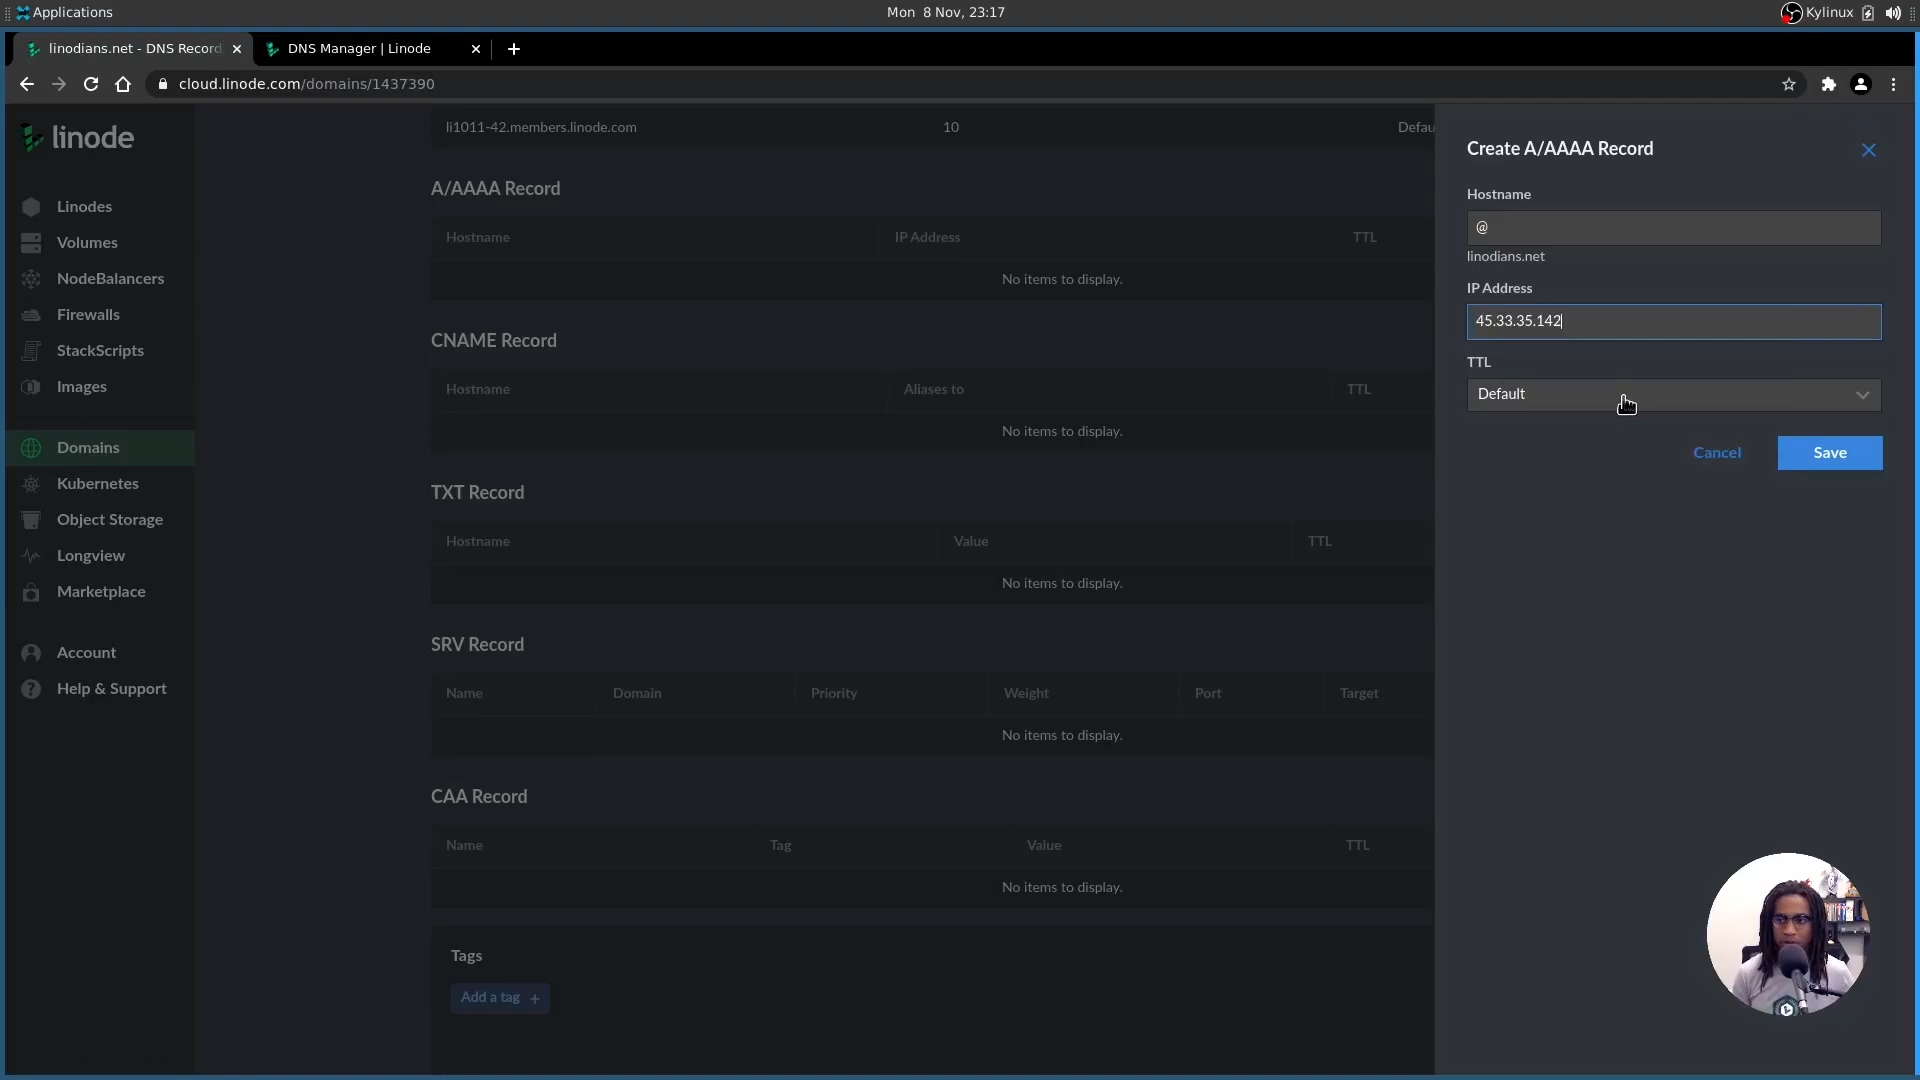 Applications
Mon 8 Nov, 23:17
Kylinux
linodians.net - DNS Record
DNS Manager | Linode
cloud.linode.com/domains/1437390
linode
Linodes
Volumes
NodeBalancers
Firewalls
StackScripts
Images
Domains
Kubernetes
Object Storage
Longview
Marketplace
Account
Help & Support
li1011-42.members.linode.com 10 Defau
A/AAAA Record
Hostname IP Address TTL
No items to display.
CNAME Record
Hostname Aliases to TTL
No items to display.
TXT Record
Hostname Value TTL
No items to display.
SRV Record
Name Domain Priority Weight Port Target
No items to display.
CAA Record
Name Tag Value TTL
No items to display.
Tags
Add a tag +
Create A/AAAA Record
Hostname
@
linodians.net
IP Address
45.33.35.142
TTL
Default
Cancel Save